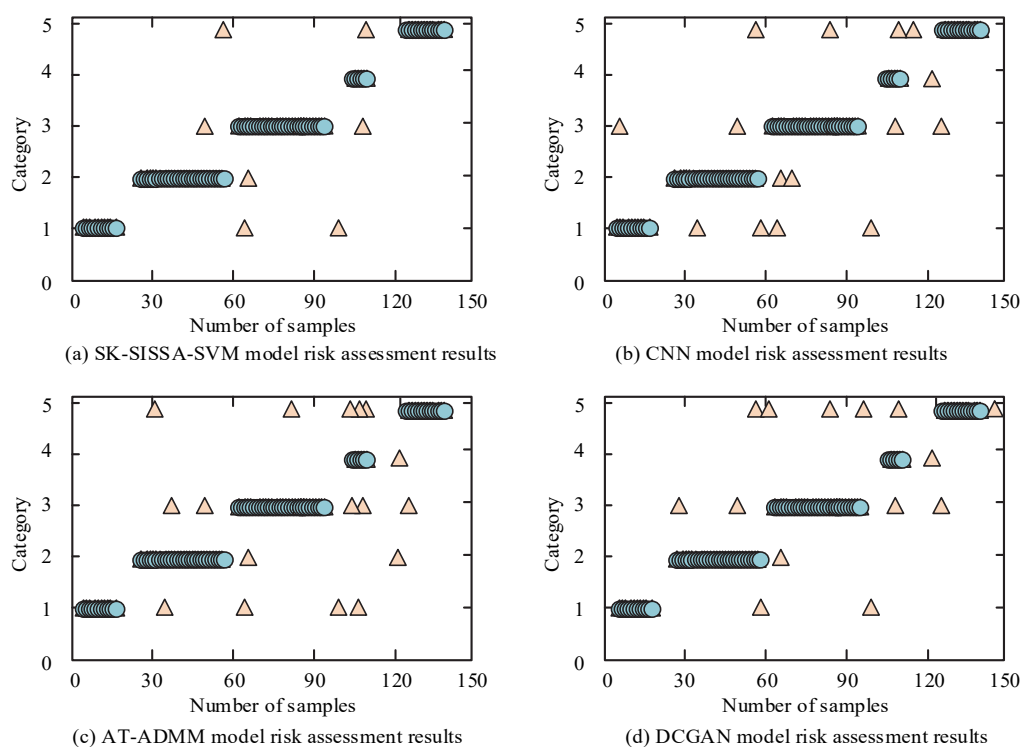 5
4
3
2
1
0
Category
0 30 60 90 120 150
Number of samples
(a) SK-SISSA-SVM model risk assessment results
5
4
3
2
1
0
Category
0 30 60 90 120 150
Number of samples
(b) CNN model risk assessment results
5
4
3
2
1
0
Category
0 30 60 90 120 150
Number of samples
(c) AT-ADMM model risk assessment results
5
4
3
2
1
0
Category
0 30 60 90 120 150
Number of samples
(d) DCGAN model risk assessment results